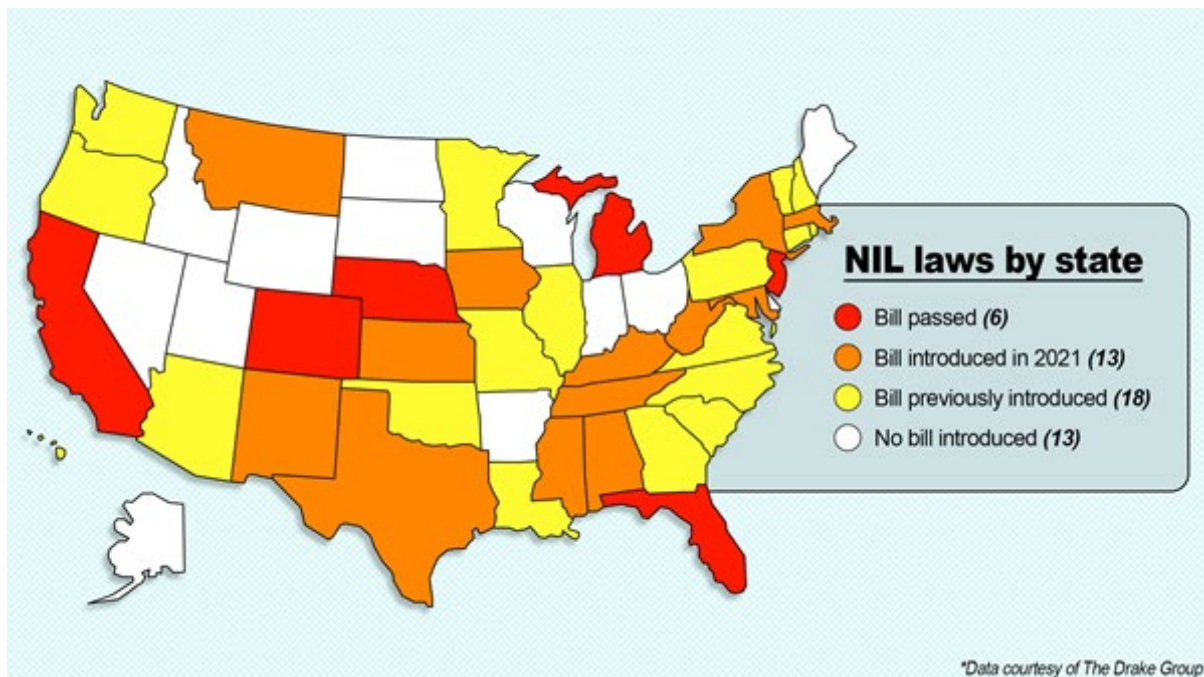 NIL laws by state
Bill passed (6)
Bill introduced in 2021 (13)
Bill previously introduced (18)
No bill introduced (13)
*Data courtesy of The Drake Group